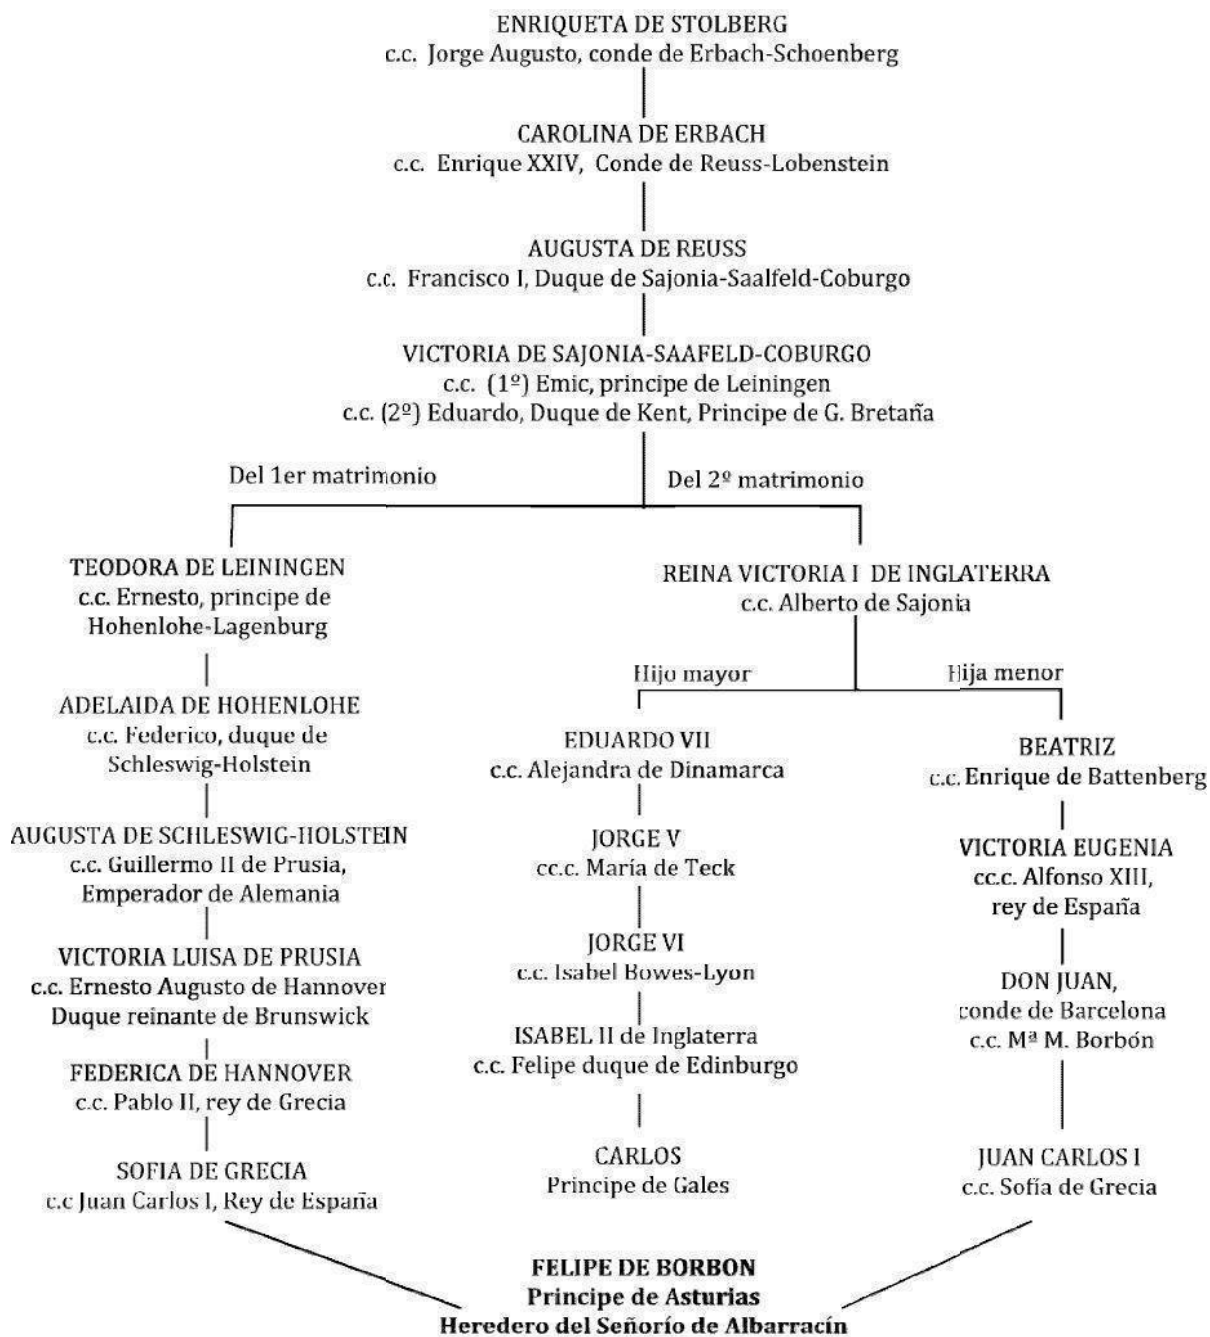 ENRIQUETA DE STOLBERG
c.c. Jorge Augusto, conde de Erbach-Schoenberg
CAROLINA DE ERBACH
c.c. Enrique XXIV, Conde de Reuss-Lobenstein
AUGUSTA DE REUSS
c.c. Francisco I, Duque de Sajonia-Saalfeld-Coburgo
VICTORIA DE SAJONIA-SAAFELD-COBURGO
c.c. (1º) Emic, principe de Leiningen
c.c. (2º) Eduardo, Duque de Kent, Principe de G. Bretaña
Del 1er matrimonio
TEODORA DE LEININGEN
c.c. Ernesto, principe de
Hohenlohe-Lagenburg
ADELAIDA DE HOHENLOHE
c.c. Federico, duque de
Schleswig-Holstein
AUGUSTA DE SCHLESWIG-HOLSTEIN
c.c. Guillermo II de Prusia,
Emperador de Alemania
VICTORIA LUISA DE PRUSIA
c.c. Ernesto Augusto de Hannover
Duque reinante de Brunswick
FEDERICA DE HANNOVER
c.c. Pablo II, rey de Grecia
SOFIA DE GRECIA
c.c Juan Carlos I, Rey de España
Del 2º matrimonio
REINA VICTORIA I DE INGLATERRA
c.c. Alberto de Sajonia
Hijo mayor
EDUARDO VII
c.c. Alejandra de Dinamarca
JORGE V
cc.c. María de Teck
JORGE VI
c.c. Isabel Bowes-Lyon
ISABEL II de Inglaterra
c.c. Felipe duque de Edinburgo
CARLOS
Principe de Gales
Hija menor
BEATRIZ
c.c. Enrique de Battenberg
VICTORIA EUGENIA
cc.c. Alfonso XIII,
rey de España
DON JUAN,
conde de Barcelona
c.c. Mª M. Borbón
JUAN CARLOS I
c.c. Sofía de Grecia
FELIPE DE BORBON
Principe de Asturias
Heredero del Señorío de Albarracín